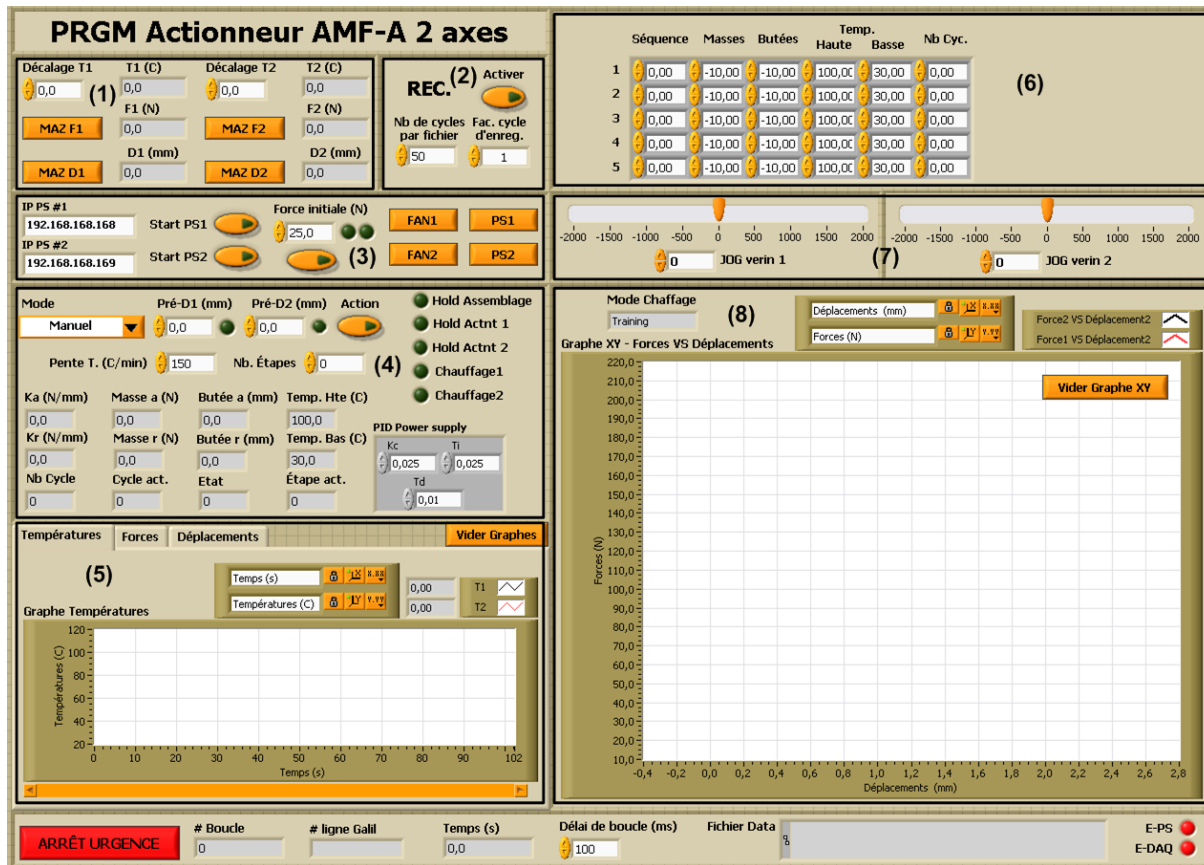 PRGM Actionneur AMF-A 2 axes
Décalage T1 T1 (C) Décalage T2 T2 (C)
0,0 (1) 0,0 0,0 0,0
F1 (N) F2 (N)
MAZ F1 0,0 MAZ F2 0,0
D1 (mm) D2 (mm)
MAZ D1 0,0 MAZ D2 0,0
(2) Activer
REC.
Nb de cycles par fichier Fac. cycle d'enreg.
50 1
Temp.
Séquence Masses Butées Haute Basse Nb Cyc.
1 0,00 -10,00 -10,00 100,00 30,00 0,00
2 0,00 -10,00 -10,00 100,00 30,00 0,00
3 0,00 -10,00 -10,00 100,00 30,00 0,00
4 0,00 -10,00 -10,00 100,00 30,00 0,00
5 0,00 -10,00 -10,00 100,00 30,00 0,00
(6)
IP PS #1
192.168.168.168 Start PS1
IP PS #2
192.168.168.169 Start PS2
Force initiale (N)
25,0
(3)
FAN1 PS1
FAN2 PS2
-2000 -1500 -1000 -500 0 500 1000 1500 2000
0 JOG verin 1
(7)
-2000 -1500 -1000 -500 0 500 1000 1500 2000
0 JOG verin 2
Mode Pré-D1 (mm) Pré-D2 (mm) Action
Manuel 0,0 0,0
Pente T. (C/min) 150 Nb. Étapes 0 (4)
Hold Assemblage
Hold Actnt 1
Hold Actnt 2
Chauffage1
Chauffage2
Ka (N/mm) Masse a (N) Butée a (mm) Temp. Hte (C)
0,0 0,0 0,0 100,0
Kr (N/mm) Masse r (N) Butée r (mm) Temp. Bas (C)
0,0 0,0 0,0 30,0
Nb Cycle Cycle act. Etat Étape act.
0 0 0 0
PID Power supply
Kc Ti
0,025 0,025
Td
0,01
Températures Forces Déplacements Vider Graphes
(5)
Temps (s) X.XX 0,00 T1
Températures (C) Y.YY 0,00 T2
Graphe Températures
Températures (C)
120
100
80
60
40
20
0 10 20 30 40 50 60 70 80 90 102
Temps (s)
Mode Chaffage
Training
(8)
Déplacements (mm) X.XX
Forces (N) Y.YY
Force2 VS Déplacement2
Force1 VS Déplacement2
Graphe XY - Forces VS Déplacements
Vider Graphe XY
Forces (N)
220,0
210,0
200,0
190,0
180,0
170,0
160,0
150,0
140,0
130,0
120,0
110,0
100,0
90,0
80,0
70,0
60,0
50,0
40,0
30,0
20,0
10,0
-0,4 -0,2 0,0 0,2 0,4 0,6 0,8 1,0 1,2 1,4 1,6 1,8 2,0 2,2 2,4 2,6 2,8
Déplacements (mm)
ARRÊT URGENCE
# Boucle # ligne Galil Temps (s) Délai de boucle (ms) Fichier Data
0 0,0 100
E-PS
E-DAQ